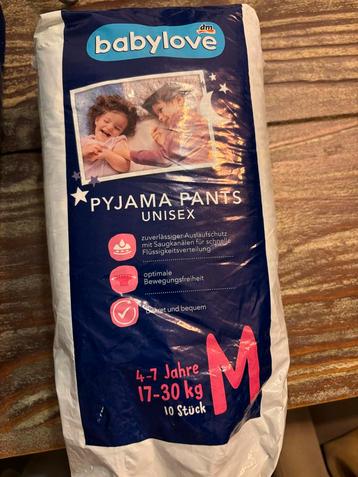 dm
babylove
PYJAMA PANTS
UNISEX
zuverlässiger Auslaufschutz
mit Saugkanälen für schnelle
Flüssigkeitsverteilung
optimale
Bewegungsfreiheit
diskret und bequem
4-7 Jahre
17-30 kg
10 Stück
M